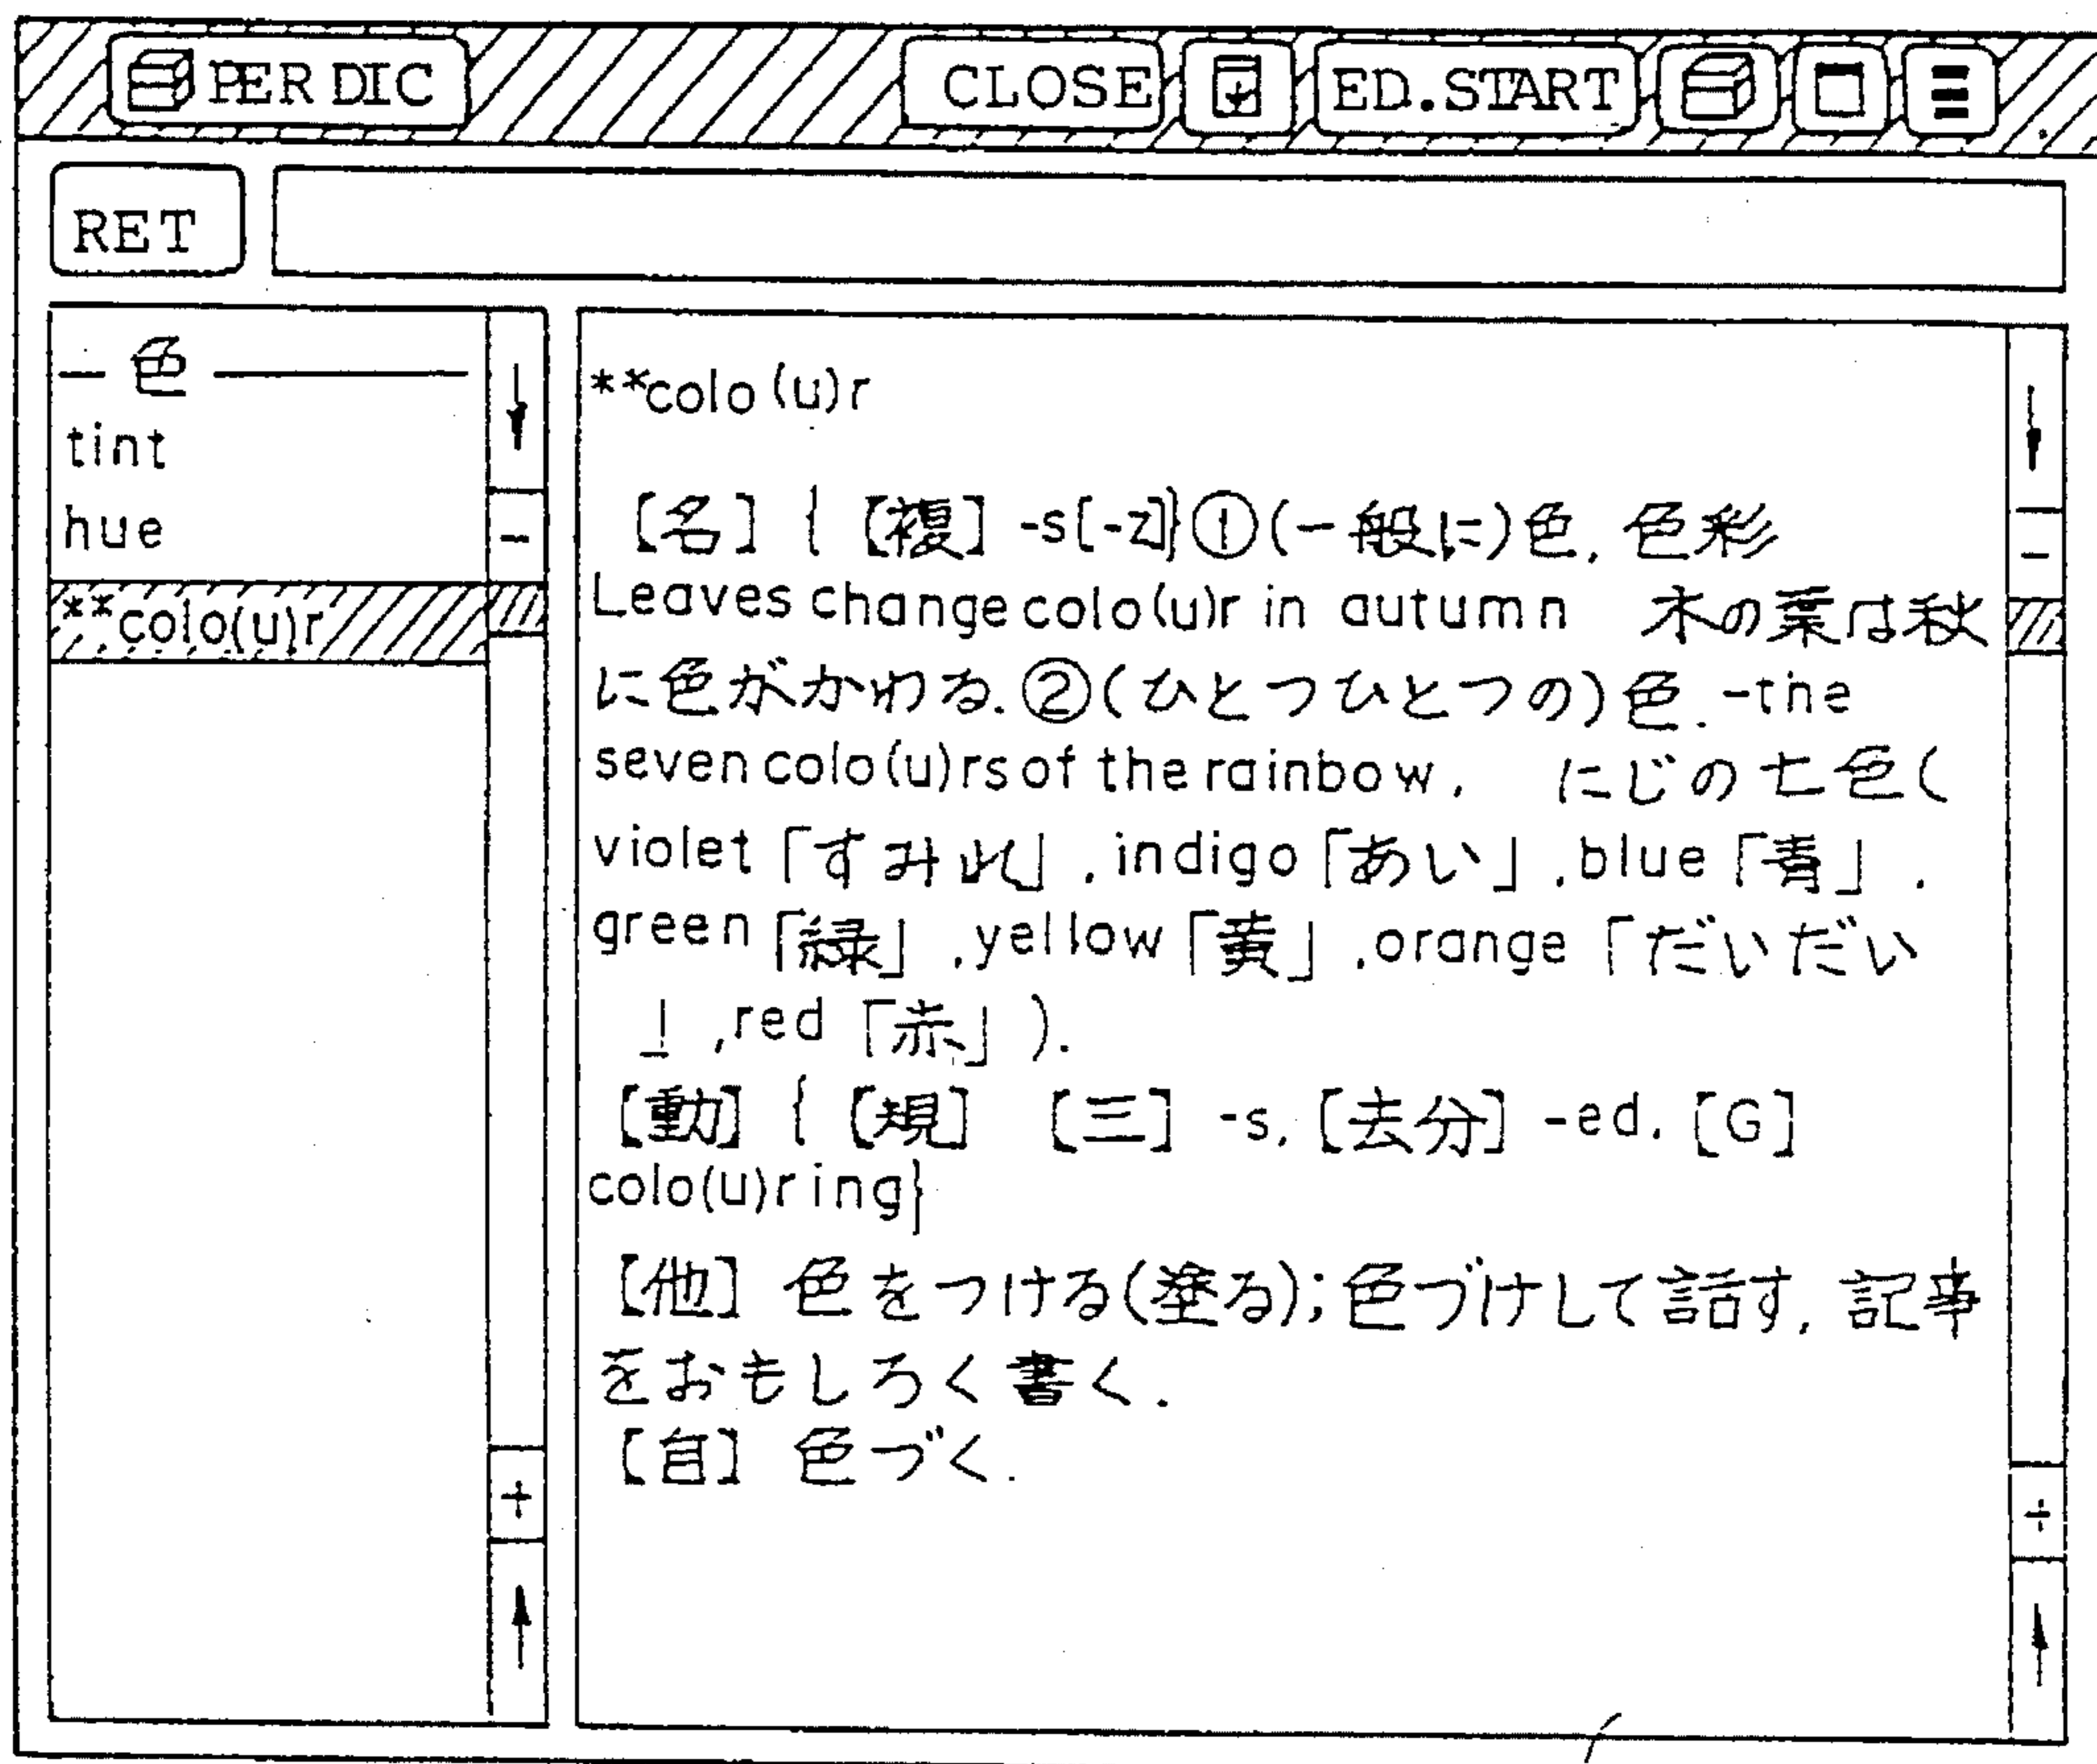 PER DIC CLOSE ED.START
RET
色
tint
hue
**colo(u)r
**colo(u)r
【名】{【複】-s[-z]}①(一般に)色, 色彩
Leaves change colo(u)r in autumn 木の葉は秋
に色がかわる.②(ひとつひとつの)色.-the
seven colo(u)rs of the rainbow, にじの七色(
violet「すみれ」,indigo「あい」,blue「青」,
green「緑」,yellow「黄」,orange「だいだい
」,red「赤」).
【動】{【規】【三】-s,【去分】-ed,【G】
colo(u)ring}
【他】色をつける(塗る);色づけして話す, 記事
をおもしろく書く.
【自】色づく.